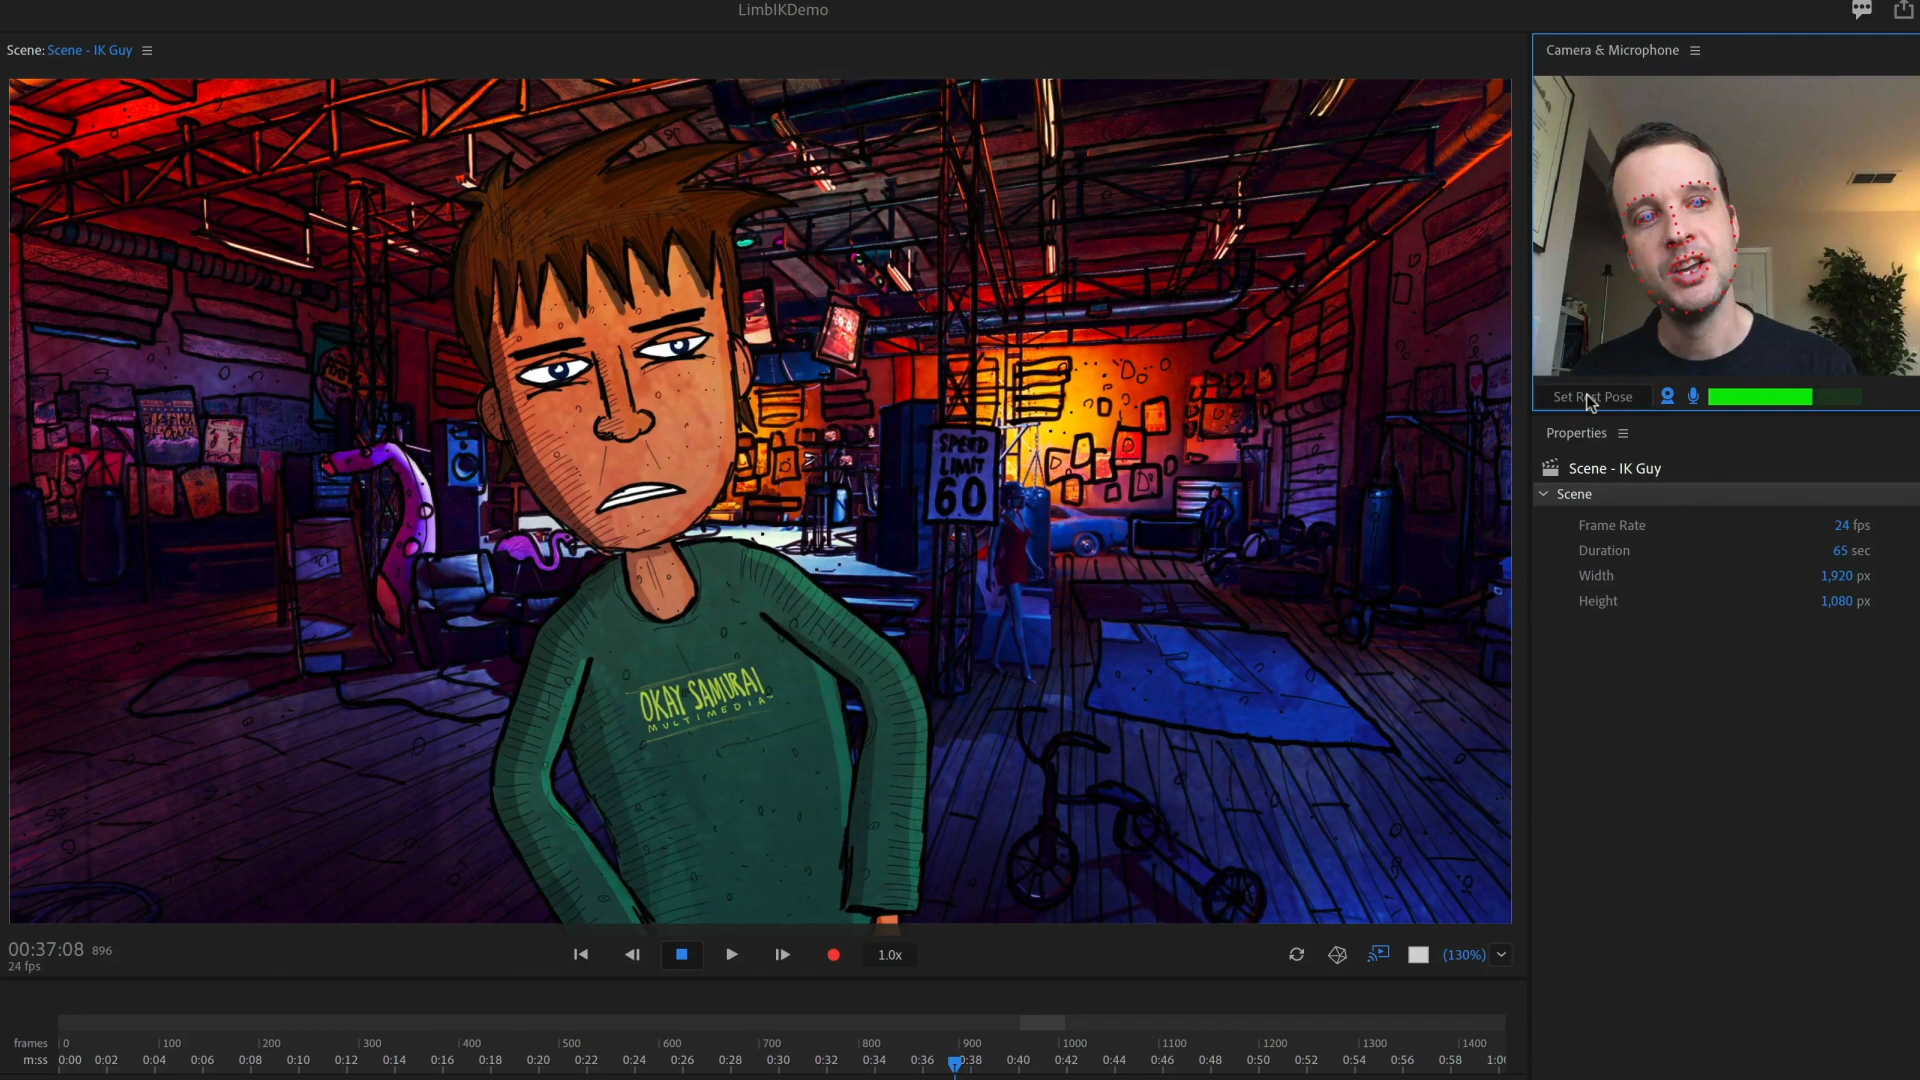 LimbIKDemo
Scene: Scene - IK Guy
Camera & Microphone
SPEED
LIMIT
60
OKAY SAMURAI
MULTIMEDIA
Set Rest Pose
Properties
Scene - IK Guy
Scene
Frame Rate 24 fps
Duration 65 sec
Width 1,920 px
Height 1,080 px
00:37:08 896
24 fps
1.0x
(130%)
frames 0 100 200 300 400 500 600 700 800 900 1000 1100 1200 1300 1400
m:ss 0:00 0:02 0:04 0:06 0:08 0:10 0:12 0:14 0:16 0:18 0:20 0:22 0:24 0:26 0:28 0:30 0:32 0:34 0:36 0:38 0:40 0:42 0:44 0:46 0:48 0:50 0:52 0:54 0:56 0:58